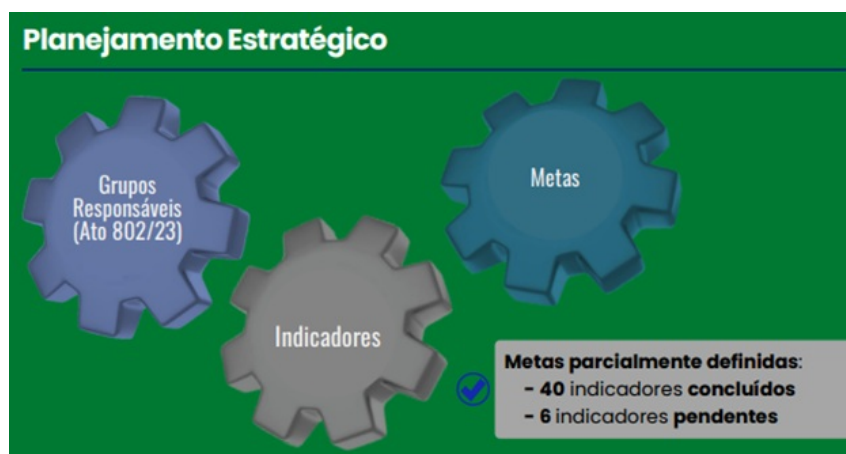 Planejamento Estratégico
Grupos
Responsáveis
(Ato 802/23)
Metas
Indicadores
Metas parcialmente definidas:
- 40 indicadores concluídos
- 6 indicadores pendentes